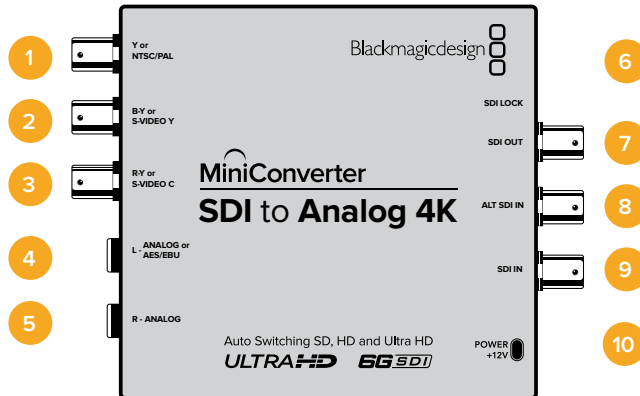 1
Y or
NTSC/PAL
2
B-Y or
S-VIDEO Y
3
R-Y or
S-VIDEO C
4
L - ANALOG or
AES/EBU
5
R - ANALOG
Blackmagicdesign
MiniConverter
SDI to Analog 4K
Auto Switching SD, HD and Ultra HD
ULTRAHD 6G SDI
SDI LOCK
6
SDI OUT
7
ALT SDI IN
8
SDI IN
9
POWER
+12V
10